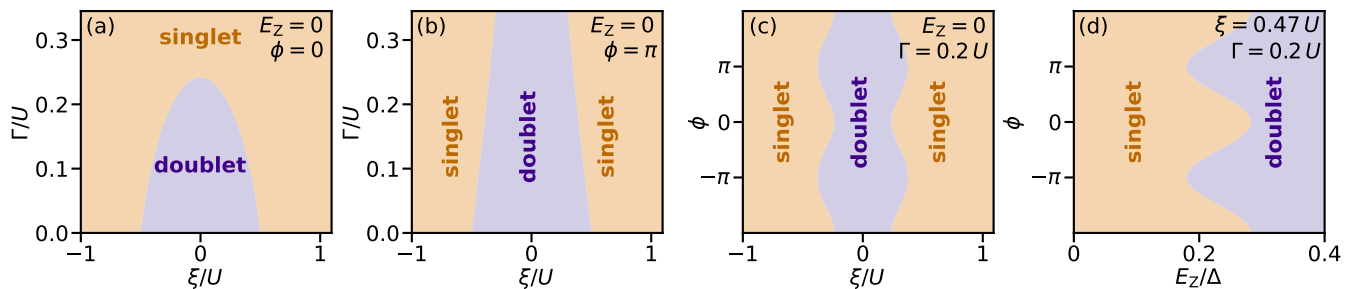 (a)
E_Z = 0
ϕ = 0
singlet
doublet
0.3
0.2
0.1
0.0
Γ/U
−1
0
1
ξ/U
(b)
E_Z = 0
ϕ = π
singlet
doublet
singlet
0.3
0.2
0.1
0.0
Γ/U
−1
0
1
ξ/U
(c)
E_Z = 0
Γ = 0.2 U
singlet
doublet
singlet
π
0
−π
ϕ
−1
0
1
ξ/U
(d)
ξ = 0.47 U
Γ = 0.2 U
singlet
doublet
π
0
−π
ϕ
0
0.2
0.4
E_Z/Δ